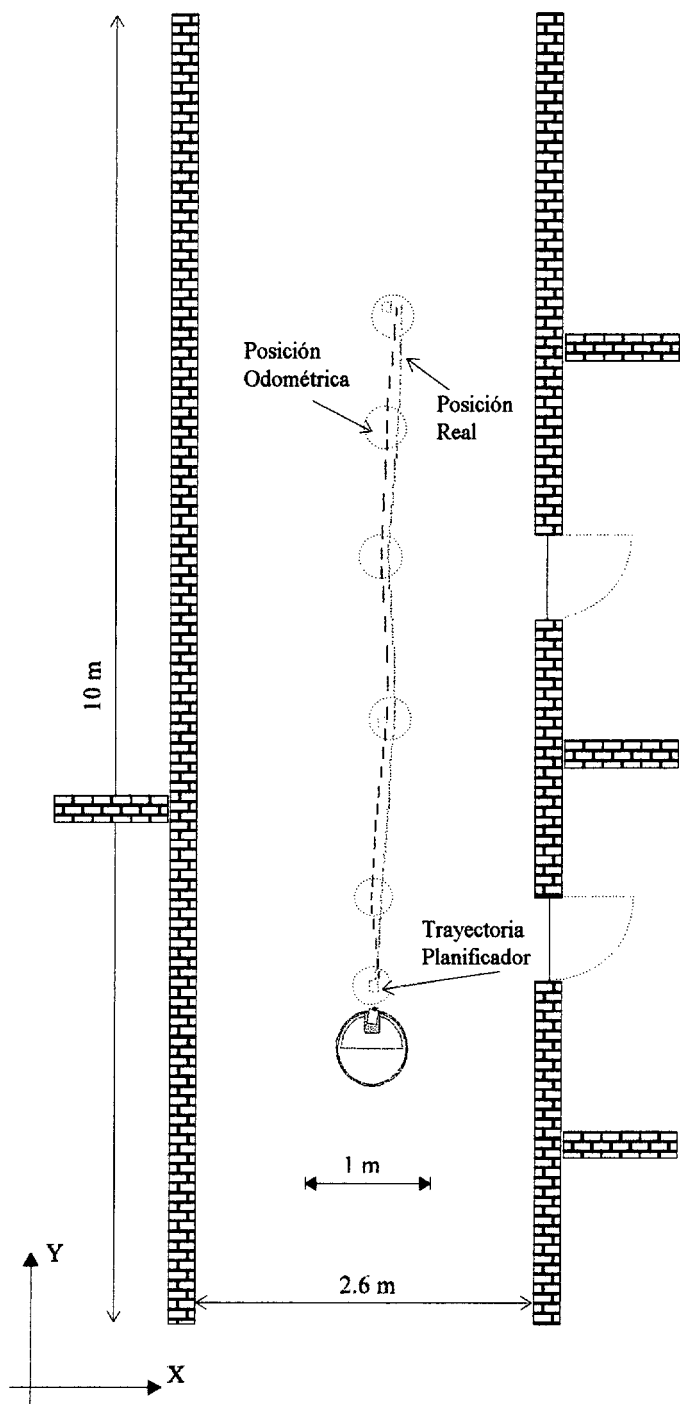 Posición
Odométrica
Posición
Real
10 m
Trayectoria
Planificador
1 m
2.6 m
Y
X